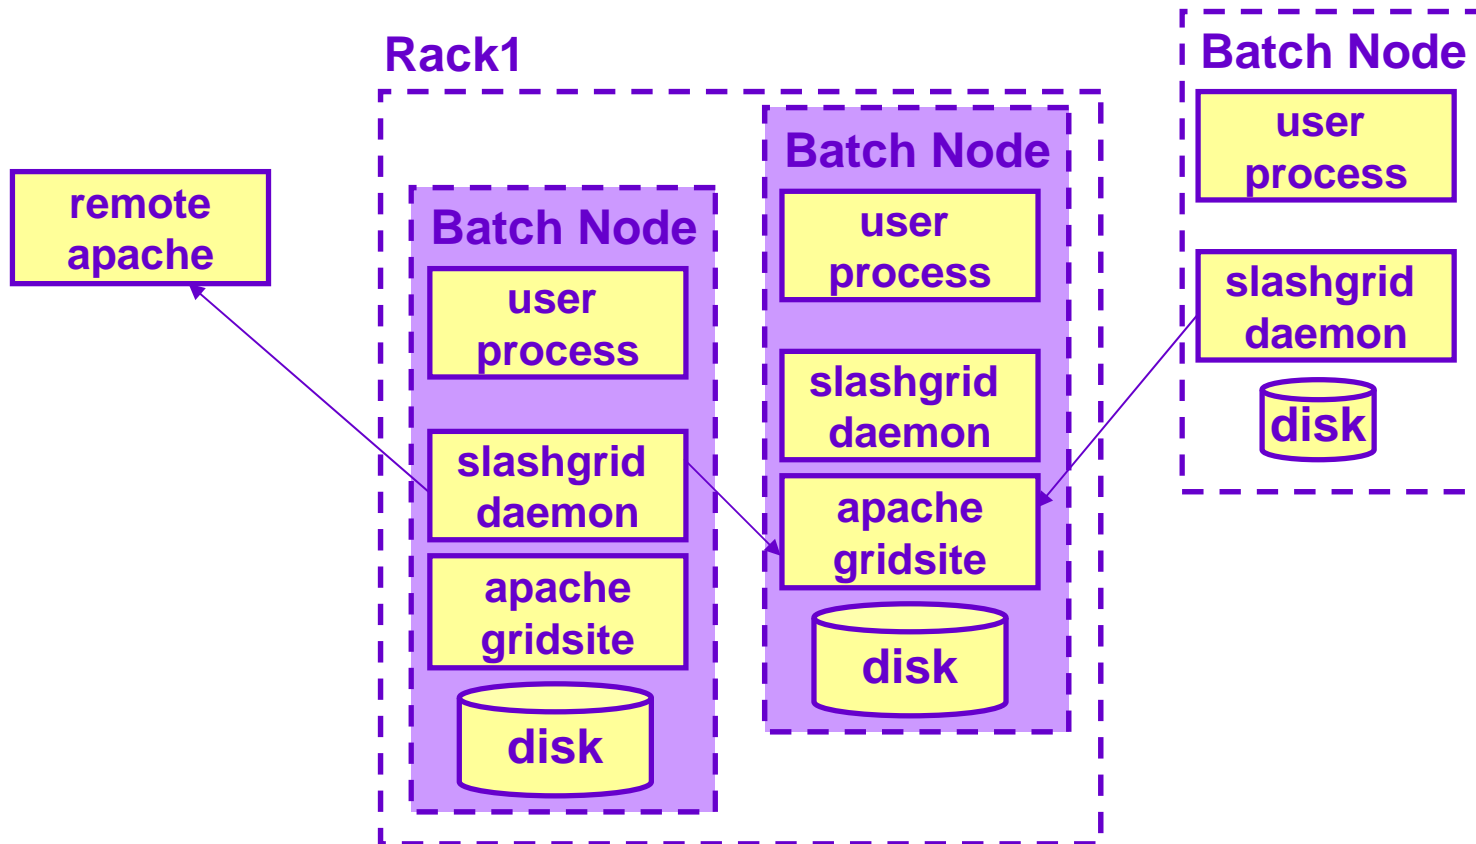 Rack1
remote
apache
Batch Node
user
process
slashgrid
daemon
apache
gridsite
disk
Batch Node
user
process
slashgrid
daemon
apache
gridsite
disk
Batch Node
user
process
slashgrid
daemon
disk